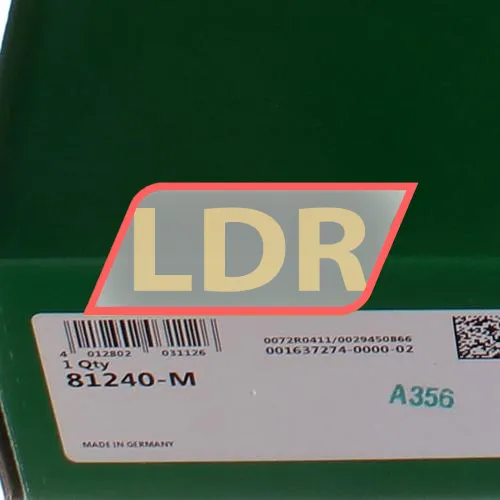 LDR
4 012802 031126
0072R0411/0029450866
001637274-0000-02
1 Qty
81240-M
A356
MADE IN GERMANY